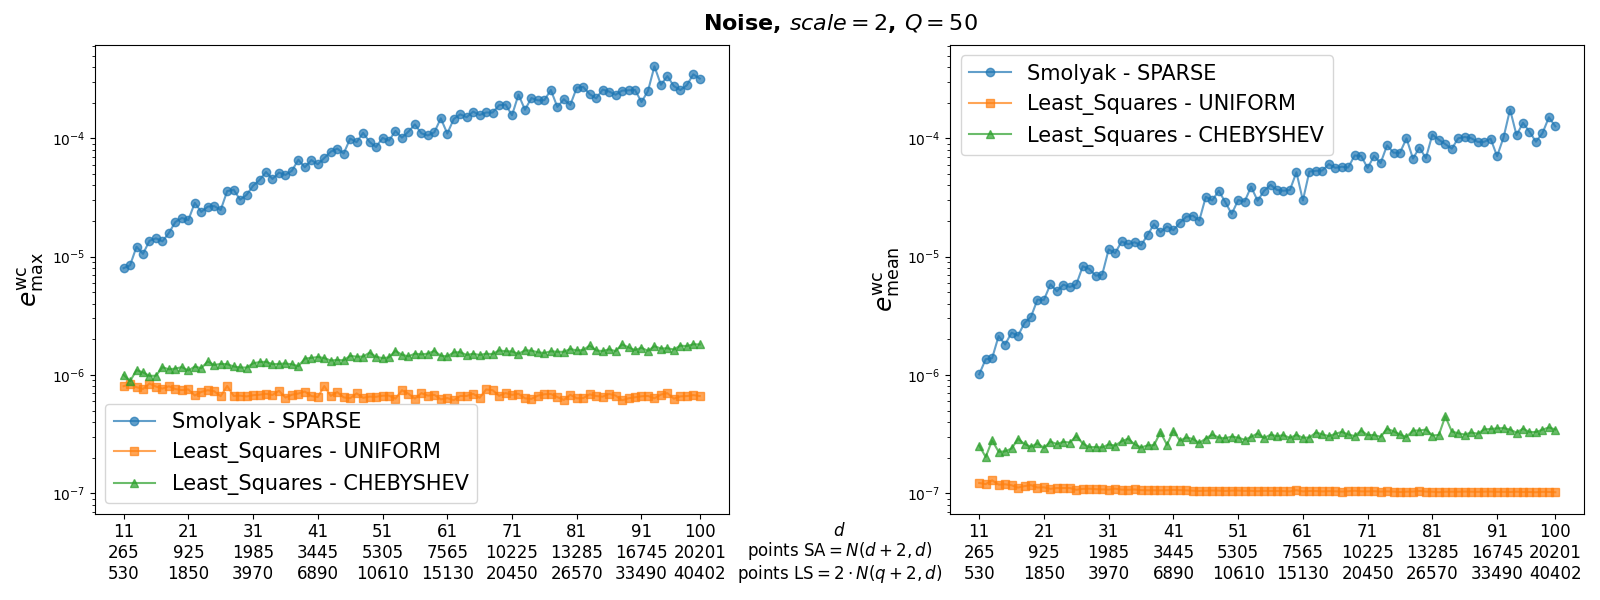 Noise, scale = 2, Q = 50
Smolyak - SPARSE
Least_Squares - UNIFORM
Least_Squares - CHEBYSHEV
e^wc_max
10^−4
10^−5
10^−6
10^−7
11 21 31 41 51 61 71 81 91 100
265 925 1985 3445 5305 7565 10225 13285 16745 20201
530 1850 3970 6890 10610 15130 20450 26570 33490 40402
d
points SA = N(d + 2, d)
points LS = 2 · N(q + 2, d)
Smolyak - SPARSE
Least_Squares - UNIFORM
Least_Squares - CHEBYSHEV
e^wc_mean
10^−4
10^−5
10^−6
10^−7
11 21 31 41 51 61 71 81 91 100
265 925 1985 3445 5305 7565 10225 13285 16745 20201
530 1850 3970 6890 10610 15130 20450 26570 33490 40402